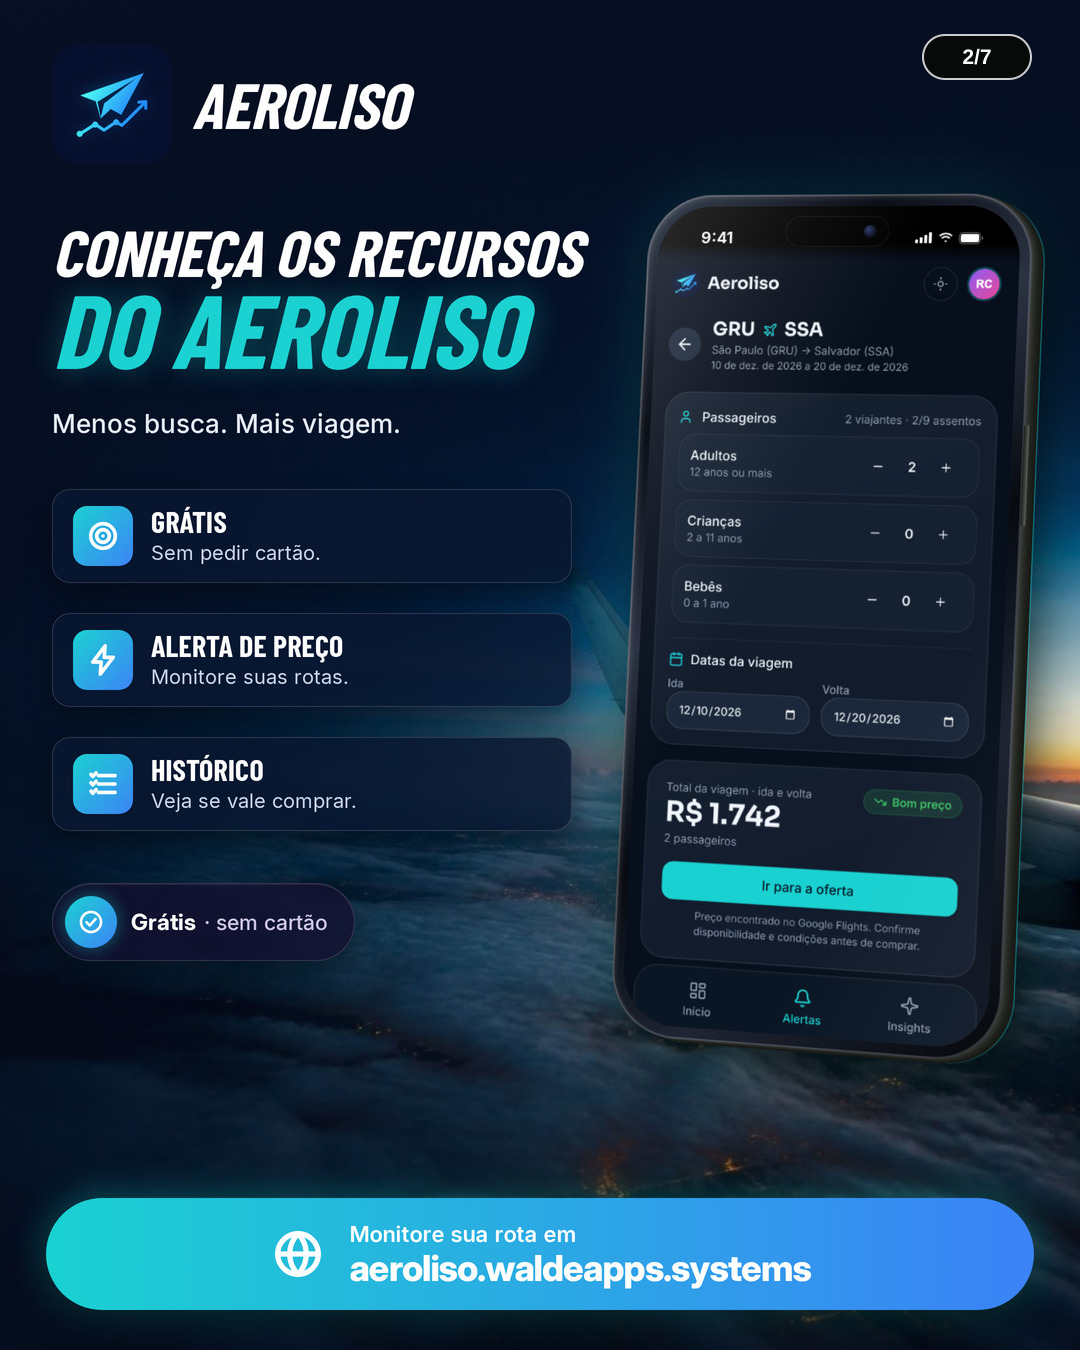 AEROLISO
2/7
CONHEÇA OS RECURSOS
DO AEROLISO
Menos busca. Mais viagem.
GRÁTIS
Sem pedir cartão.
ALERTA DE PREÇO
Monitore suas rotas.
HISTÓRICO
Veja se vale comprar.
Grátis · sem cartão
9:41
Aeroliso
RC
GRU SSA
São Paulo (GRU) → Salvador (SSA)
10 de dez. de 2026 a 20 de dez. de 2026
Passageiros 2 viajantes · 2/9 assentos
Adultos
12 anos ou mais
− 2 +
Crianças
2 a 11 anos
− 0 +
Bebês
0 a 1 ano
− 0 +
Datas da viagem
Ida Volta
12/10/2026 12/20/2026
Total da viagem · ida e volta
R$ 1.742
Bom preço
2 passageiros
Ir para a oferta
Preço encontrado no Google Flights. Confirme
disponibilidade e condições antes de comprar.
Início Alertas Insights
Monitore sua rota em
aeroliso.waldeapps.systems